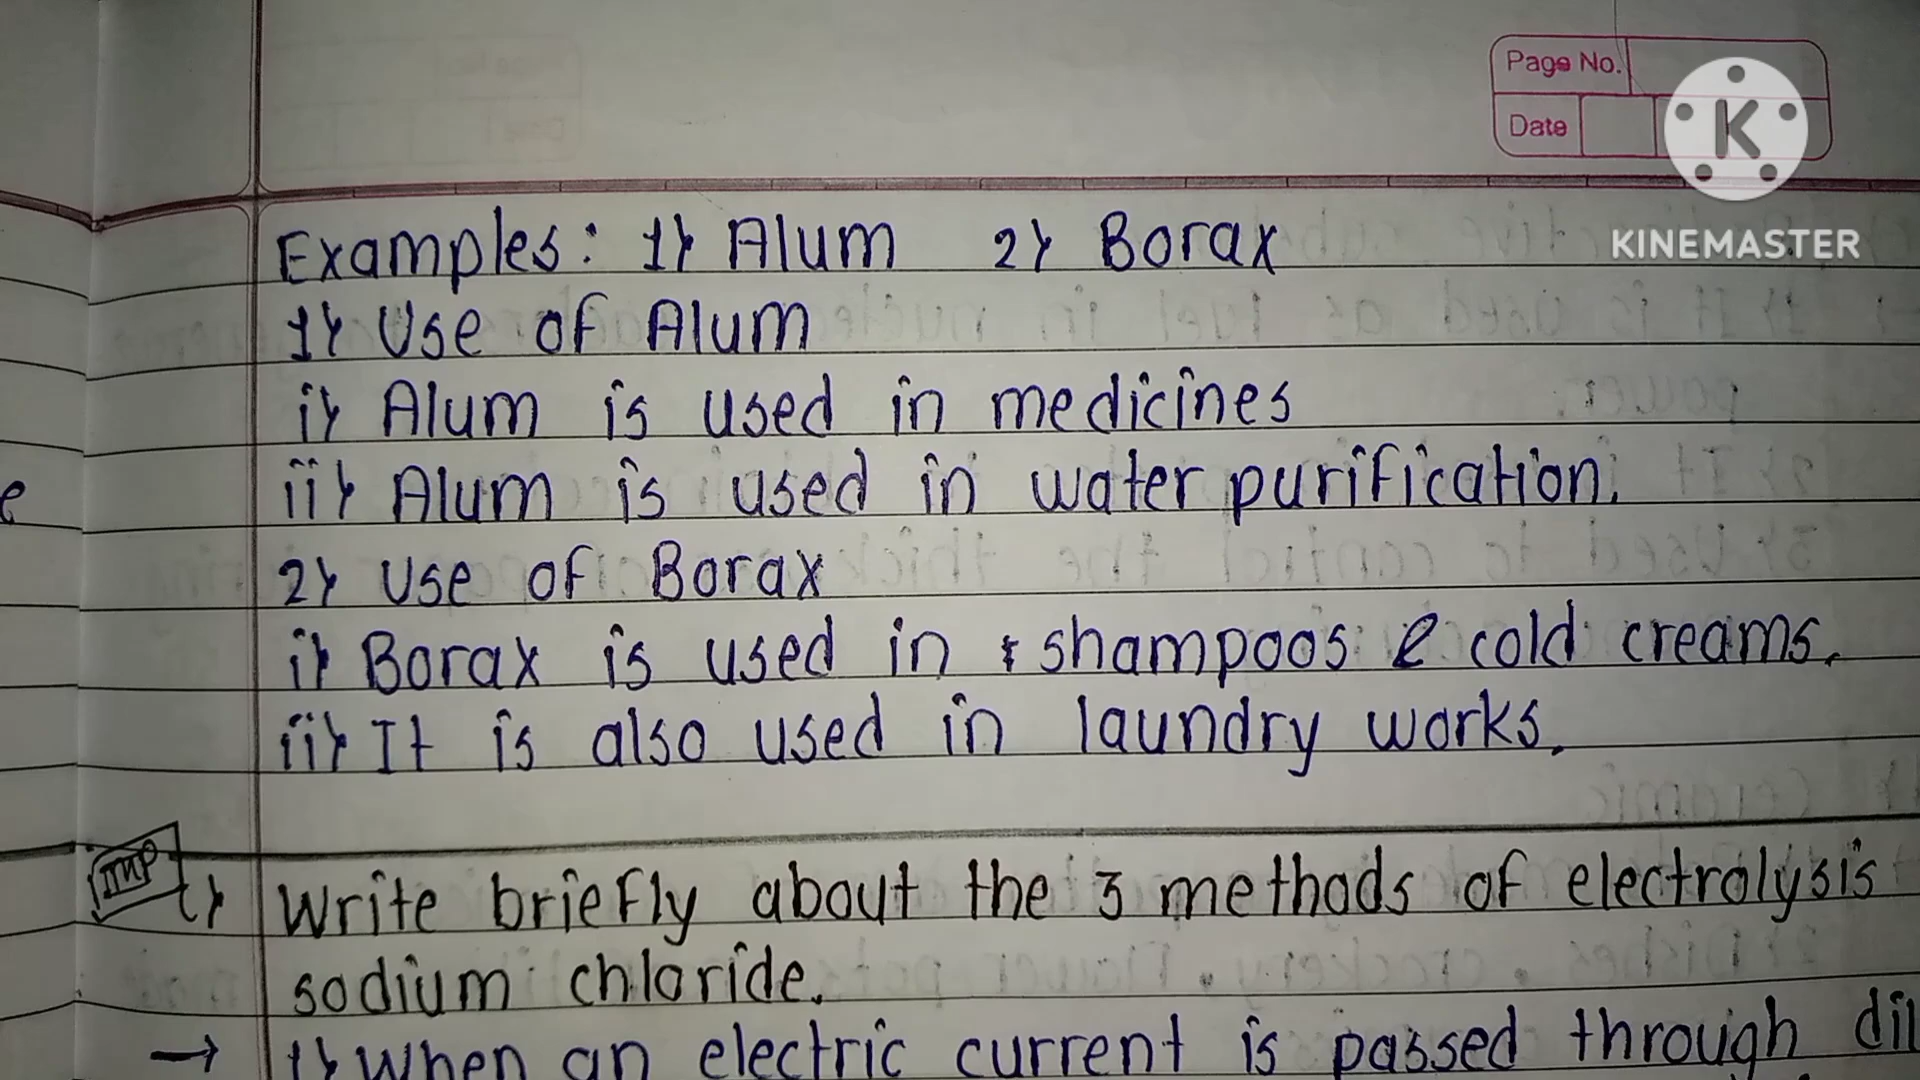 Page No.
Date
KINEMASTER
Examples: 1) Alum 2) Borax
1) Use of Alum
i) Alum is used in medicines
ii) Alum is used in water purification.
e
2) Use of Borax
i) Borax is used in shampoos & cold creams.
ii) It is also used in laundry works.
IMP
Write briefly about the 3 methods of electrolysis
sodium chloride.
→ 1) When an electric current is passed through dil